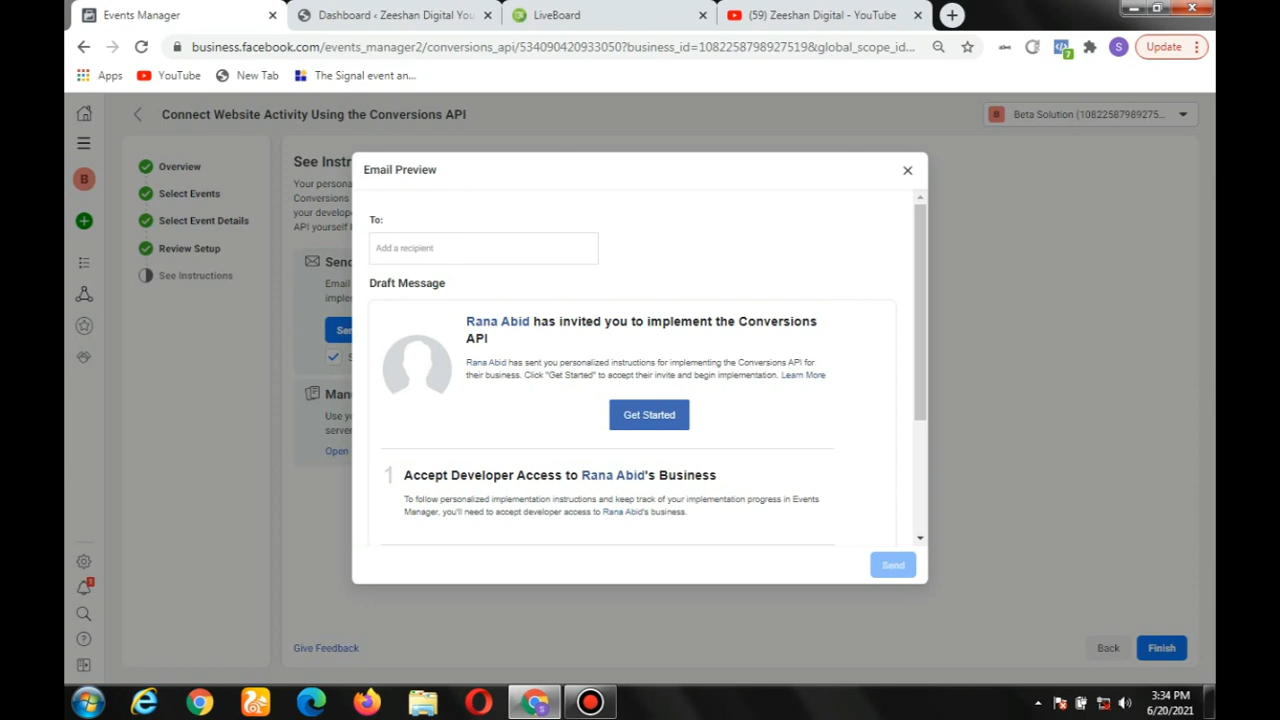 Events Manager
Dashboard ‹ Zeeshan Digital You
LiveBoard
(59) Zeeshan Digital - YouTube
business.facebook.com/events_manager2/conversions_api/534090420933050?business_id=108225879892​7519&global_scope_id...
7
S
Update
Apps
YouTube
New Tab
The Signal event an...
Connect Website Activity Using the Conversions API
B
Beta Solution (10822587989275...
B
Overview
Select Events
Select Event Details
Review Setup
See Instructions
See Instr
Your persona
Conversions
your develop
API yourself
Send
Email
implen
Sen
S
Man
Use yo
server
Open
Email Preview
To:
Add a recipient
Draft Message
Rana Abid has invited you to implement the Conversions
API
Rana Abid has sent you personalized instructions for implementing the Conversions API for
their business. Click "Get Started" to accept their invite and begin implementation. Learn More
Get Started
1
Accept Developer Access to Rana Abid's Business
To follow personalized implementation instructions and keep track of your implementation progress in Events
Manager, you'll need to accept developer access to Rana Abid's business.
Send
Give Feedback
Back
Finish
3:34 PM
6/20/2021